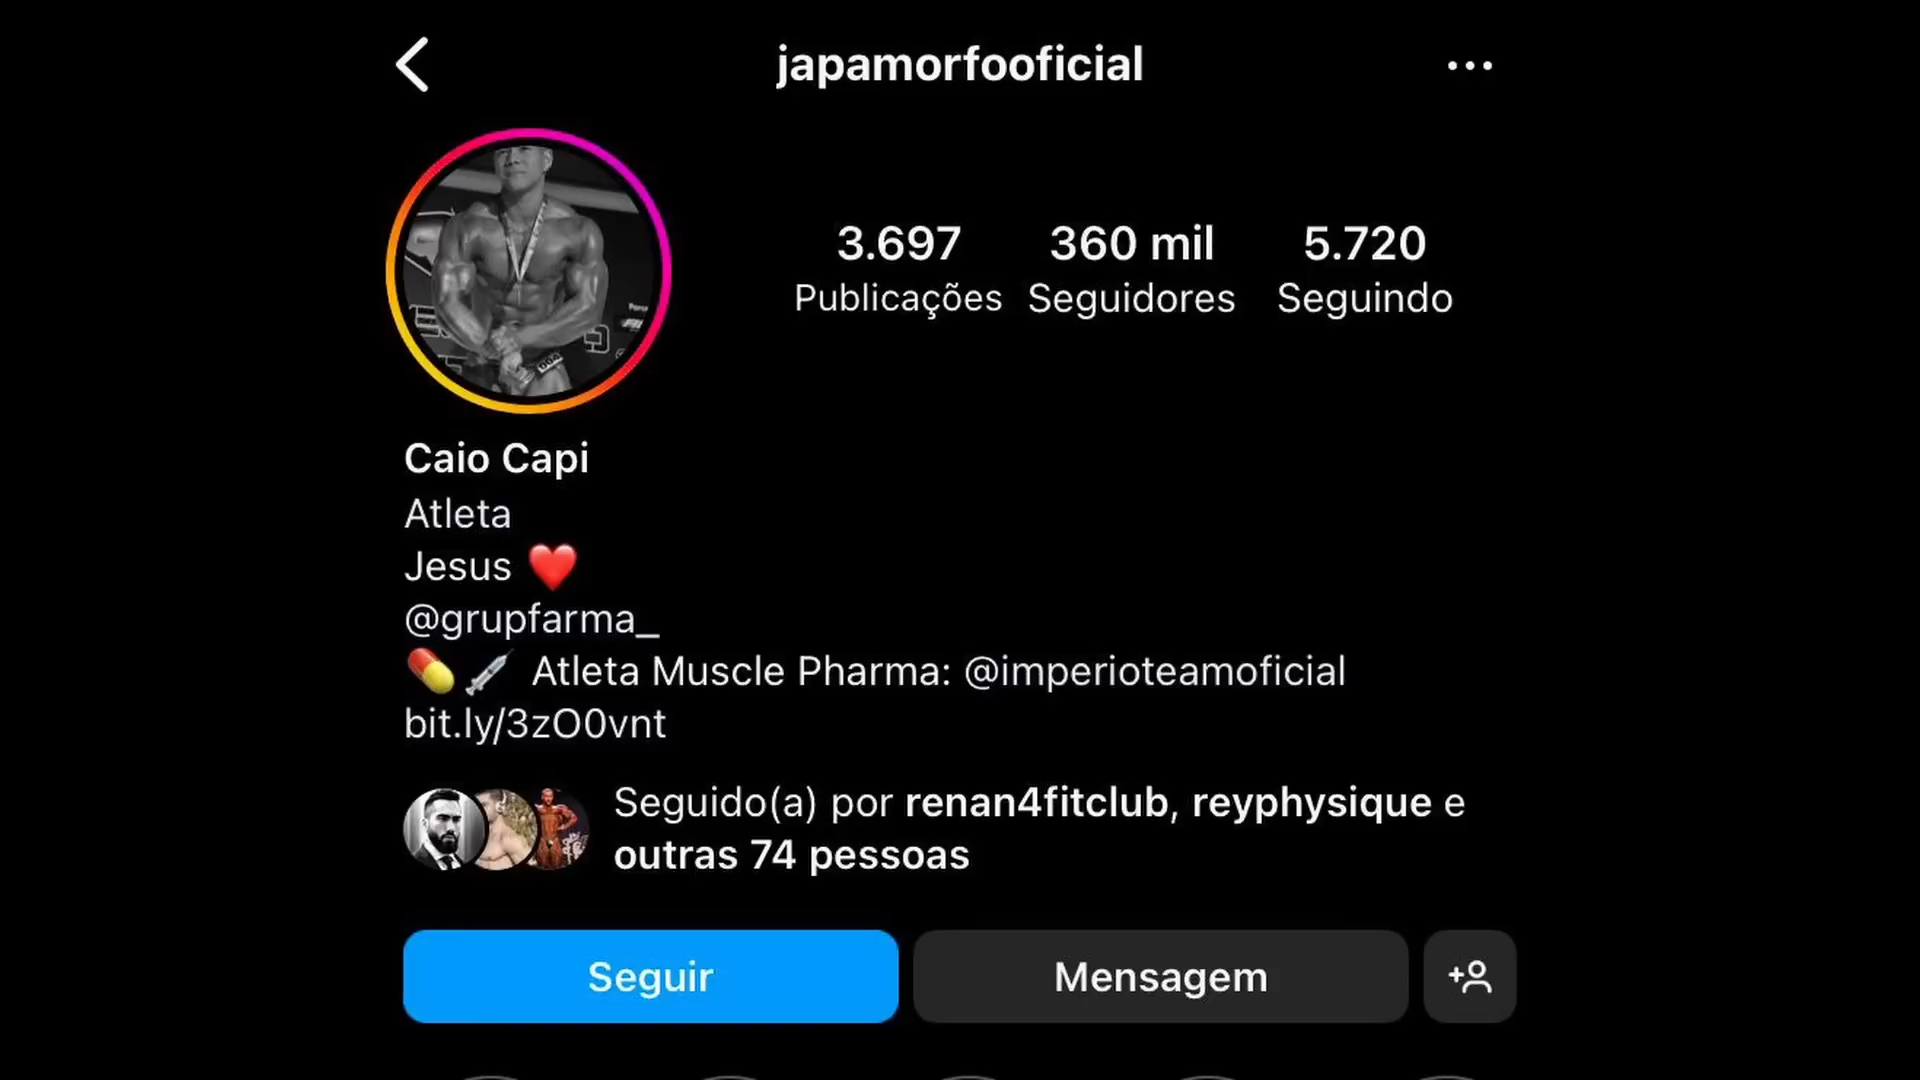 japamorfooficial
3.697
360 mil
5.720
Publicações
Seguidores
Seguindo
Caio Capi
Atleta
Jesus ❤️
@grupfarma_
💊💉 Atleta Muscle Pharma: @imperioteamoficial
bit.ly/3zO0vnt
Seguido(a) por renan4fitclub, reyphysique e
outras 74 pessoas
Seguir
Mensagem